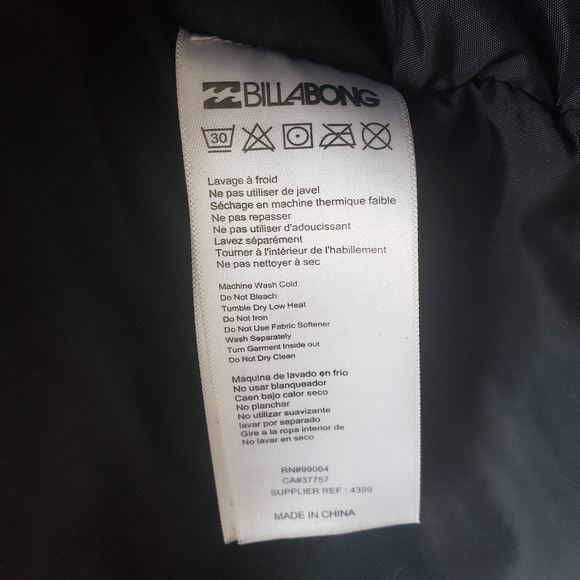 BILLABONG
30
Lavage à froid
Ne pas utiliser de javel
Séchage en machine thermique faible
Ne pas repasser
Ne pas utiliser d'adoucissant
Lavez séparément
Tourner à l'intérieur de l'habillement
Ne pas nettoyer à sec
Machine Wash Cold
Do Not Bleach
Tumble Dry Low Heat
Do Not Iron
Do Not Use Fabric Softener
Wash Separately
Turn Garment Inside out
Do Not Dry Clean
Máquina de lavado en frio
No usar blanqueador
Caen bajo calor seco
No planchar
No utilizar suavizante
lavar por separado
Gire a la ropa interior de
No lavar en seco
RN#99064
CA#37757
SUPPLIER REF : 4399
MADE IN CHINA